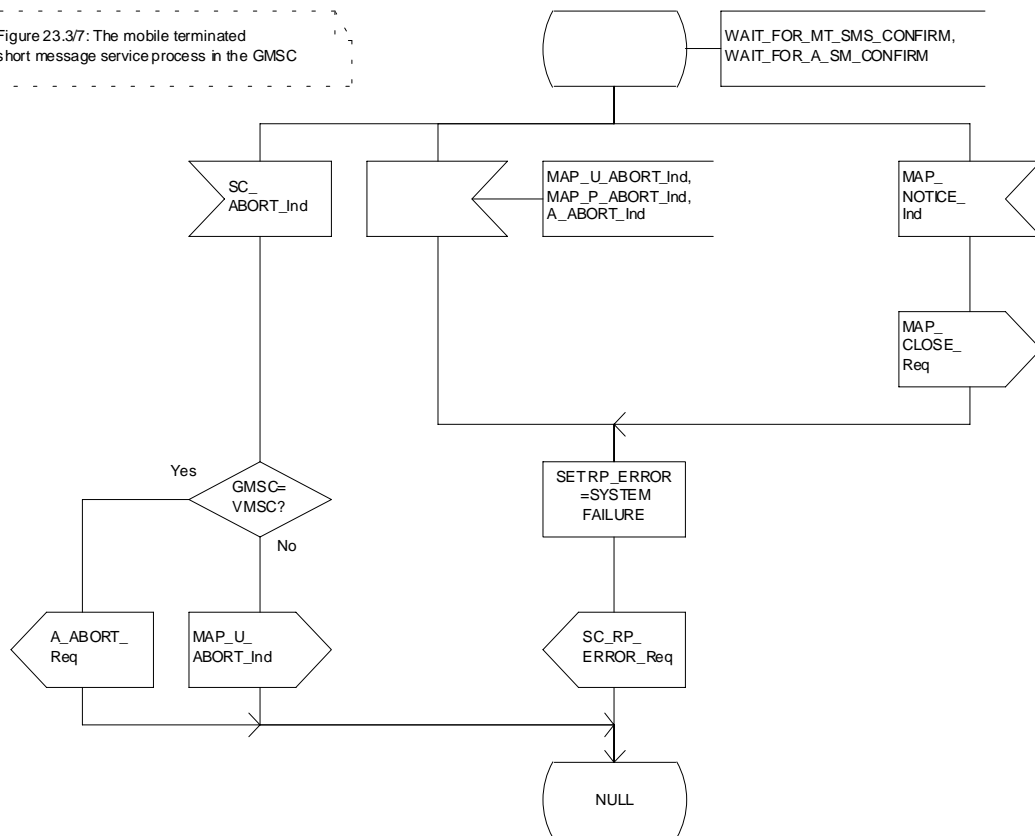 Figure 23.3/7: The mobile terminated
short message service process in the GMSC
WAIT_FOR_MT_SMS_CONFIRM,
WAIT_FOR_A_SM_CONFIRM
SC_
ABORT_Ind
MAP_U_ABORT_Ind,
MAP_P_ABORT_Ind,
A_ABORT_Ind
MAP_
NOTICE_
Ind
MAP_
CLOSE_
Req
Yes
GMSC=
VMSC?
No
SET RP_ERROR
=SYSTEM
FAILURE
A_ABORT_
Req
MAP_U_
ABORT_Ind
SC_RP_
ERROR_Req
NULL